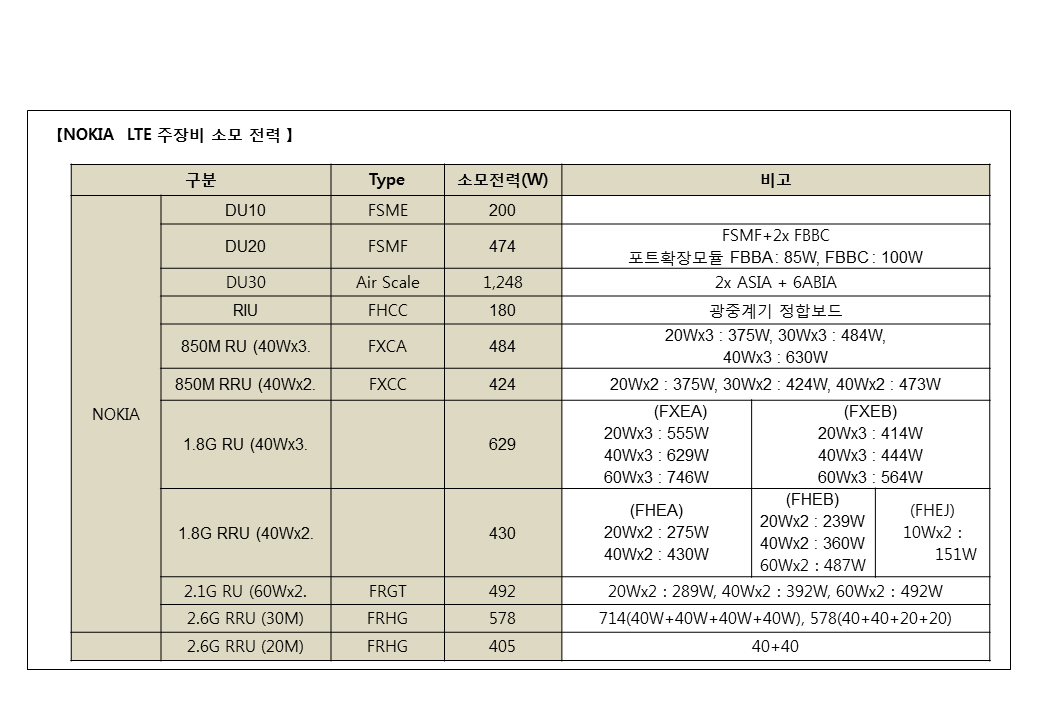 【NOKIA LTE 주장비 소모 전력 】
구분 Type 소모전력(W) 비고
NOKIA
DU10 FSME 200
DU20 FSMF 474
FSMF+2x FBBC
포트확장모듈 FBBA : 85W, FBBC : 100W
DU30 Air Scale 1,248 2x ASIA + 6ABIA
RIU FHCC 180 광중계기 정합보드
850M RU (40Wx3. FXCA 484
20Wx3 : 375W, 30Wx3 : 484W,
40Wx3 : 630W
850M RRU (40Wx2. FXCC 424 20Wx2 : 375W, 30Wx2 : 424W, 40Wx2 : 473W
1.8G RU (40Wx3. 629
(FXEA)
20Wx3 : 555W
40Wx3 : 629W
60Wx3 : 746W
(FXEB)
20Wx3 : 414W
40Wx3 : 444W
60Wx3 : 564W
1.8G RRU (40Wx2. 430
(FHEA)
20Wx2 : 275W
40Wx2 : 430W
(FHEB)
20Wx2 : 239W
40Wx2 : 360W
60Wx2 : 487W
(FHEJ)
10Wx2 :
151W
2.1G RU (60Wx2. FRGT 492 20Wx2 : 289W, 40Wx2 : 392W, 60Wx2 : 492W
2.6G RRU (30M) FRHG 578 714(40W+40W+40W+40W), 578(40+40+20+20)
2.6G RRU (20M) FRHG 405 40+40